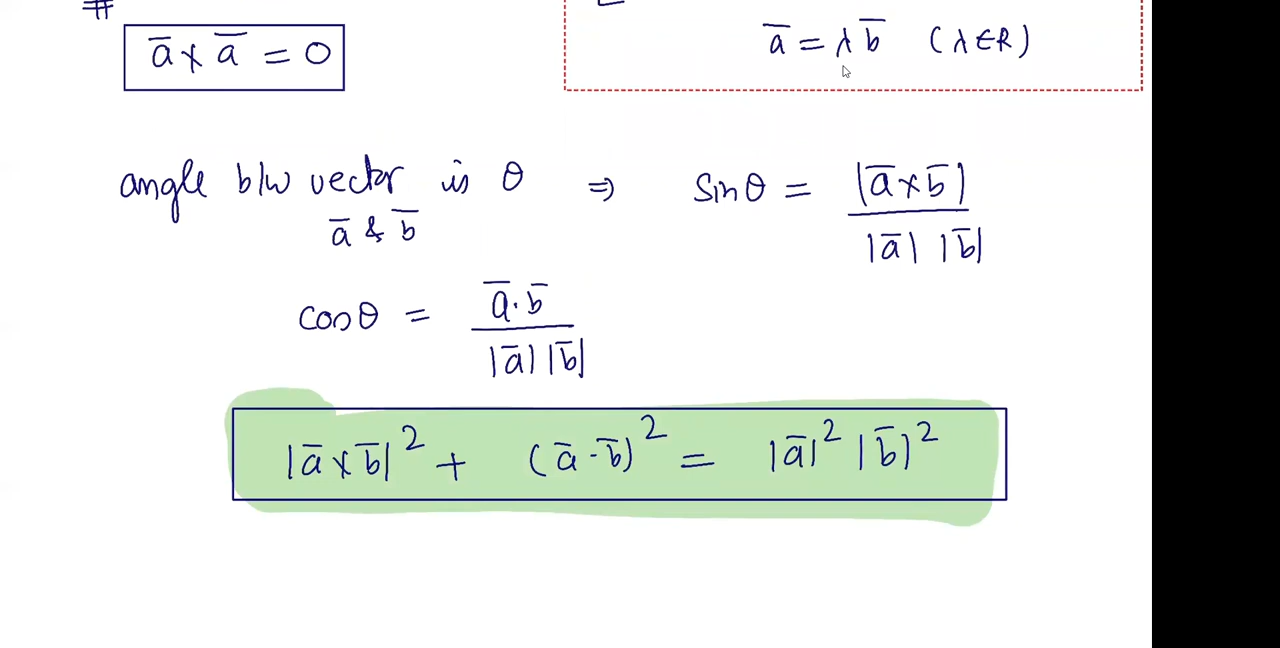 #
a̅ × a̅ = 0
a̅ = λ b̅ (λ ∈ R)
angle b/w vector is θ ⇒ sinθ = |a̅ × b̅| / |a̅| |b̅|
a̅ & b̅
cosθ = a̅ · b̅ / |a̅| |b̅|
|a̅ × b̅|² + (a̅ · b̅)² = |a̅|² |b̅|²